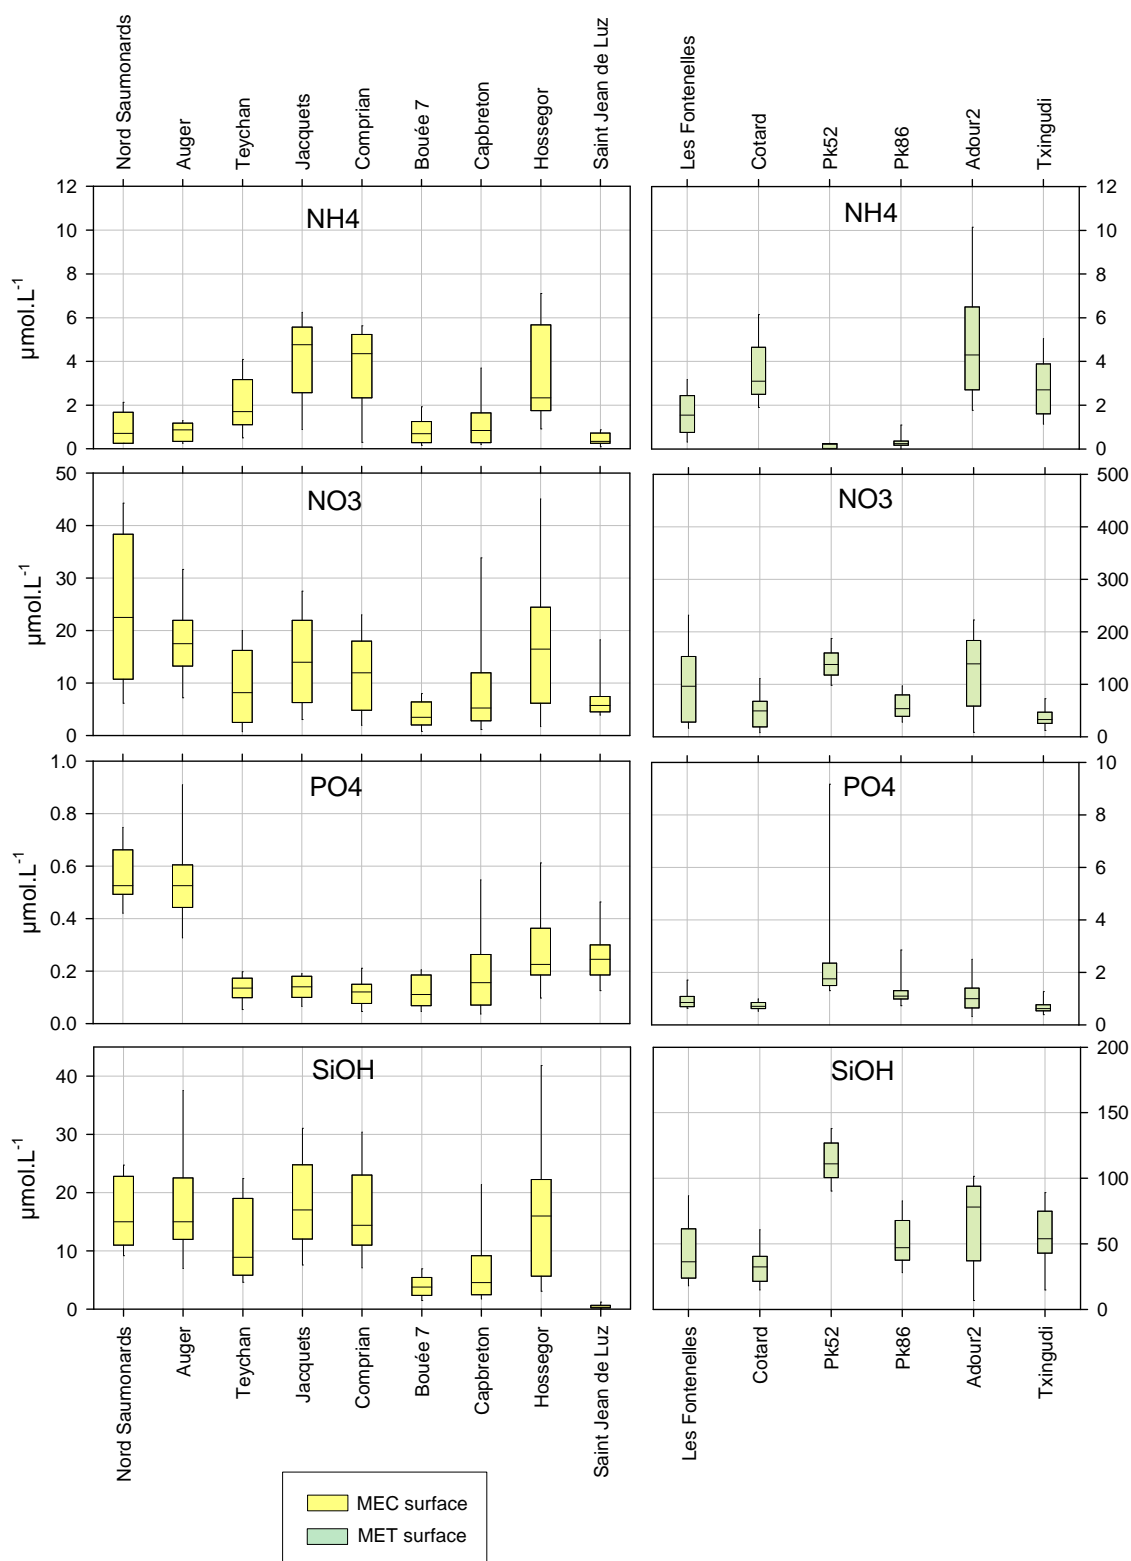 Nord Saumonards
Auger
Teychan
Jacquets
Comprian
Bouée 7
Capbreton
Hossegor
Saint Jean de Luz
Les Fontenelles
Cotard
Pk52
Pk86
Adour2
Txingudi
µmol.L-1
12
10
8
6
4
2
0
NH4
NH4
12
10
8
6
4
2
0
µmol.L-1
50
40
30
20
10
0
NO3
NO3
500
400
300
200
100
0
µmol.L-1
1.0
0.8
0.6
0.4
0.2
0.0
PO4
PO4
10
8
6
4
2
0
µmol.L-1
40
30
20
10
0
SiOH
SiOH
200
150
100
50
0
Nord Saumonards
Auger
Teychan
Jacquets
Comprian
Bouée 7
Capbreton
Hossegor
Saint Jean de Luz
Les Fontenelles
Cotard
Pk52
Pk86
Adour2
Txingudi
MEC surface
MET surface